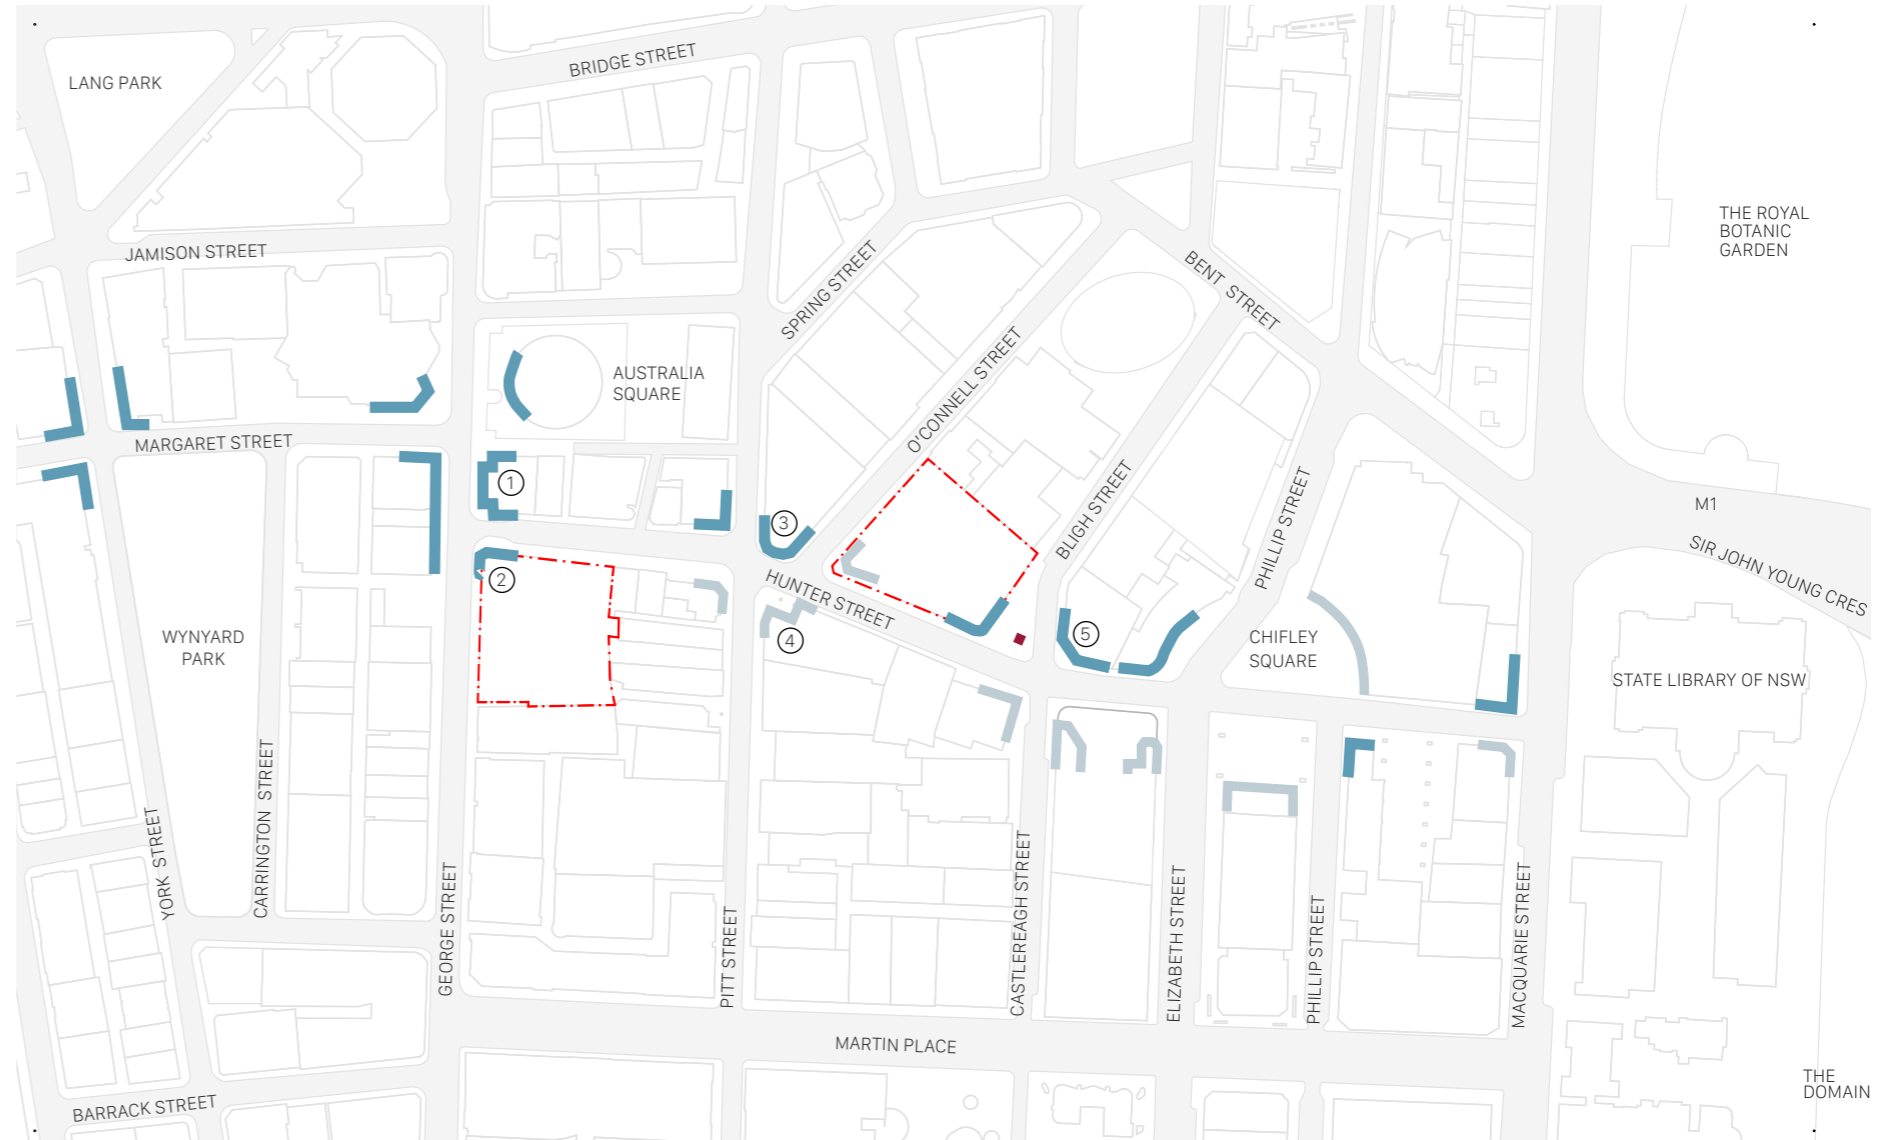 BRIDGE STREET
LANG PARK
THE ROYAL
BOTANIC
GARDEN
JAMISON STREET
SPRING STREET
BENT STREET
AUSTRALIA
SQUARE
O'CONNELL STREET
MARGARET STREET
1
M1
BLIGH STREET
PHILLIP STREET
3
SIR JOHN YOUNG CRES
2
HUNTER STREET
WYNYARD
PARK
4
5
CHIFLEY
SQUARE
STATE LIBRARY OF NSW
YORK STREET
CARRINGTON STREET
GEORGE STREET
PITT STREET
CASTLEREAGH STREET
ELIZABETH STREET
PHILLIP STREET
MACQUARIE STREET
MARTIN PLACE
THE
DOMAIN
BARRACK STREET